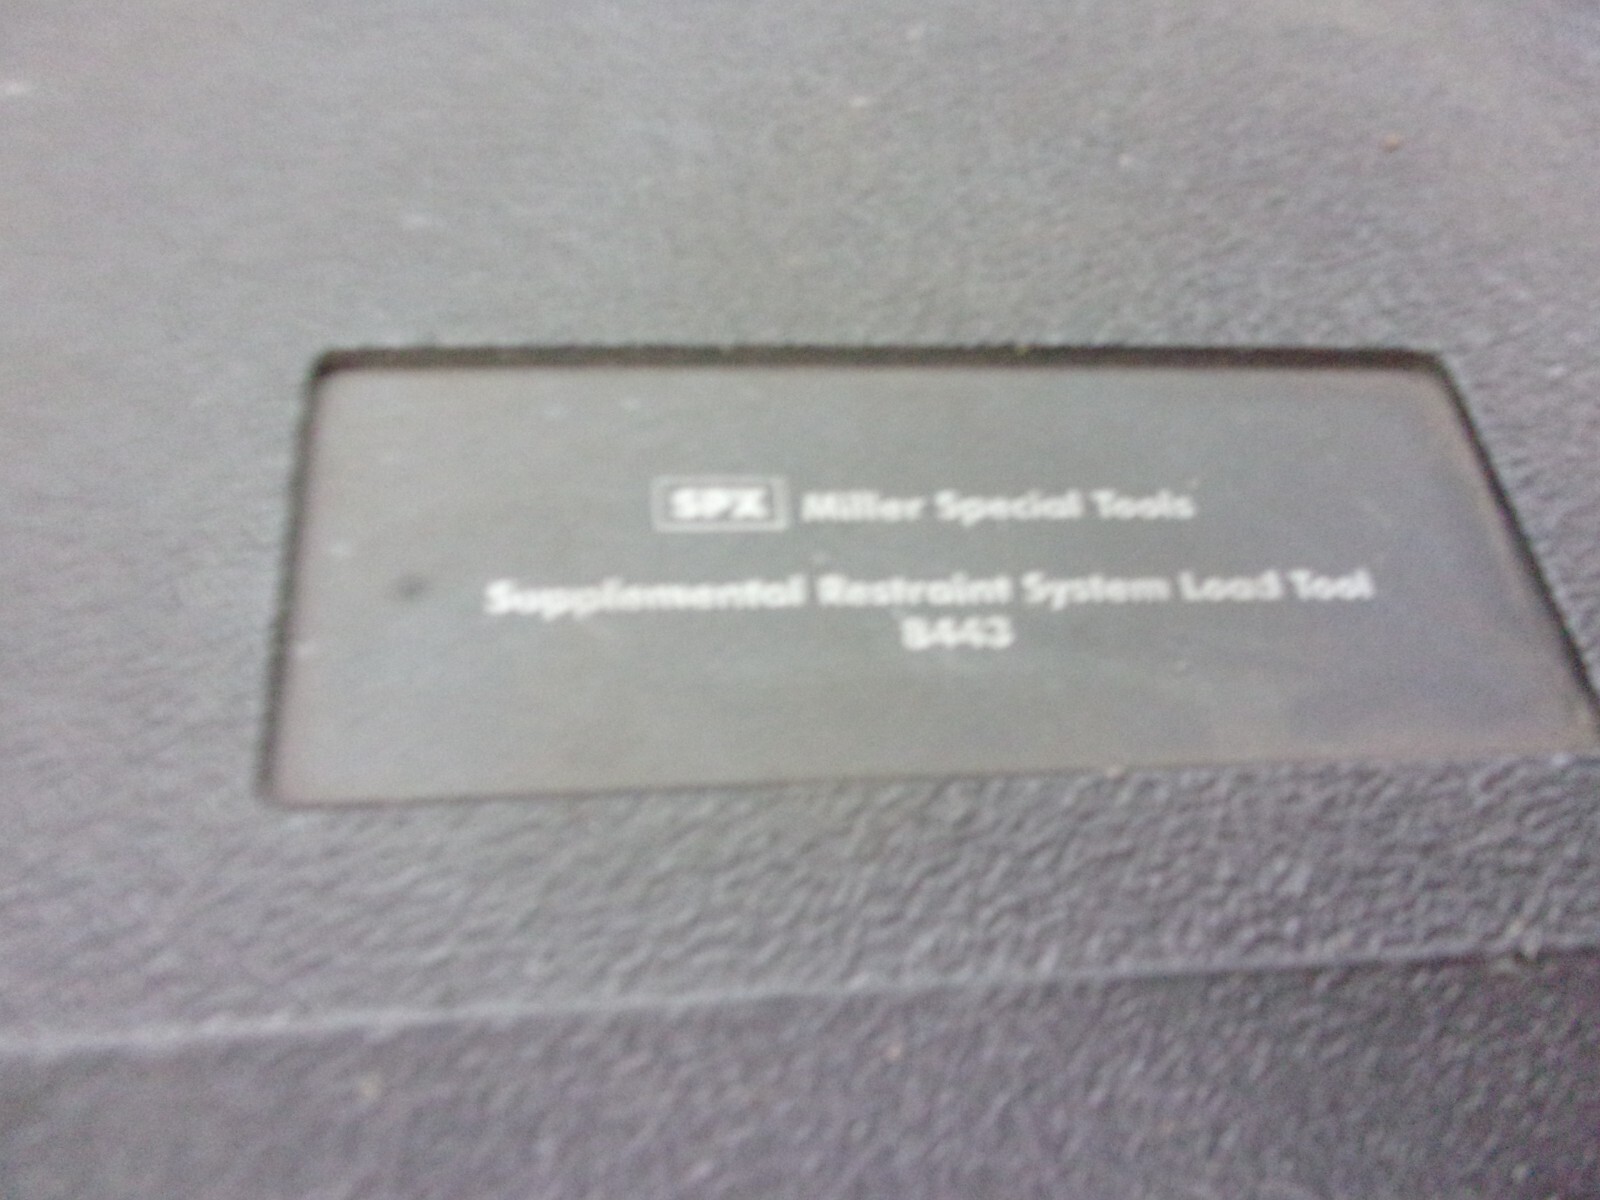 SPX Miller Special Tools
Supplemental Restraint System Load Tool
8443